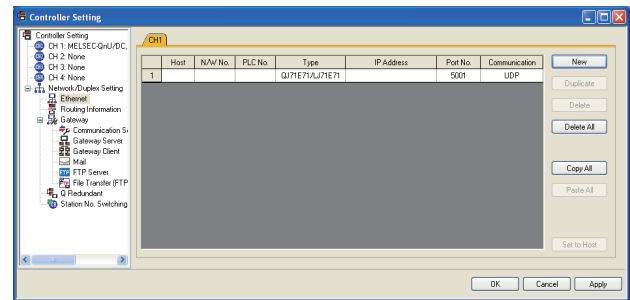 Controller Setting
Controller Setting
CH 1: MELSEC-QnU/DC,
CH 2: None
CH 3: None
CH 4: None
Network/Duplex Setting
Ethernet
Routing Information
Gateway
Communication Se
Gateway Server
Gateway Client
Mail
FTP FTP Server
File Transfer (FTP
Q Redundant
Station No. Switching
CH1
Host N/W No. PLC No. Type IP Address Port No. Communication
1 QJ71E71/LJ71E71 5001 UDP
New
Duplicate
Delete
Delete All
Copy All
Paste All
Set to Host
OK Cancel Apply